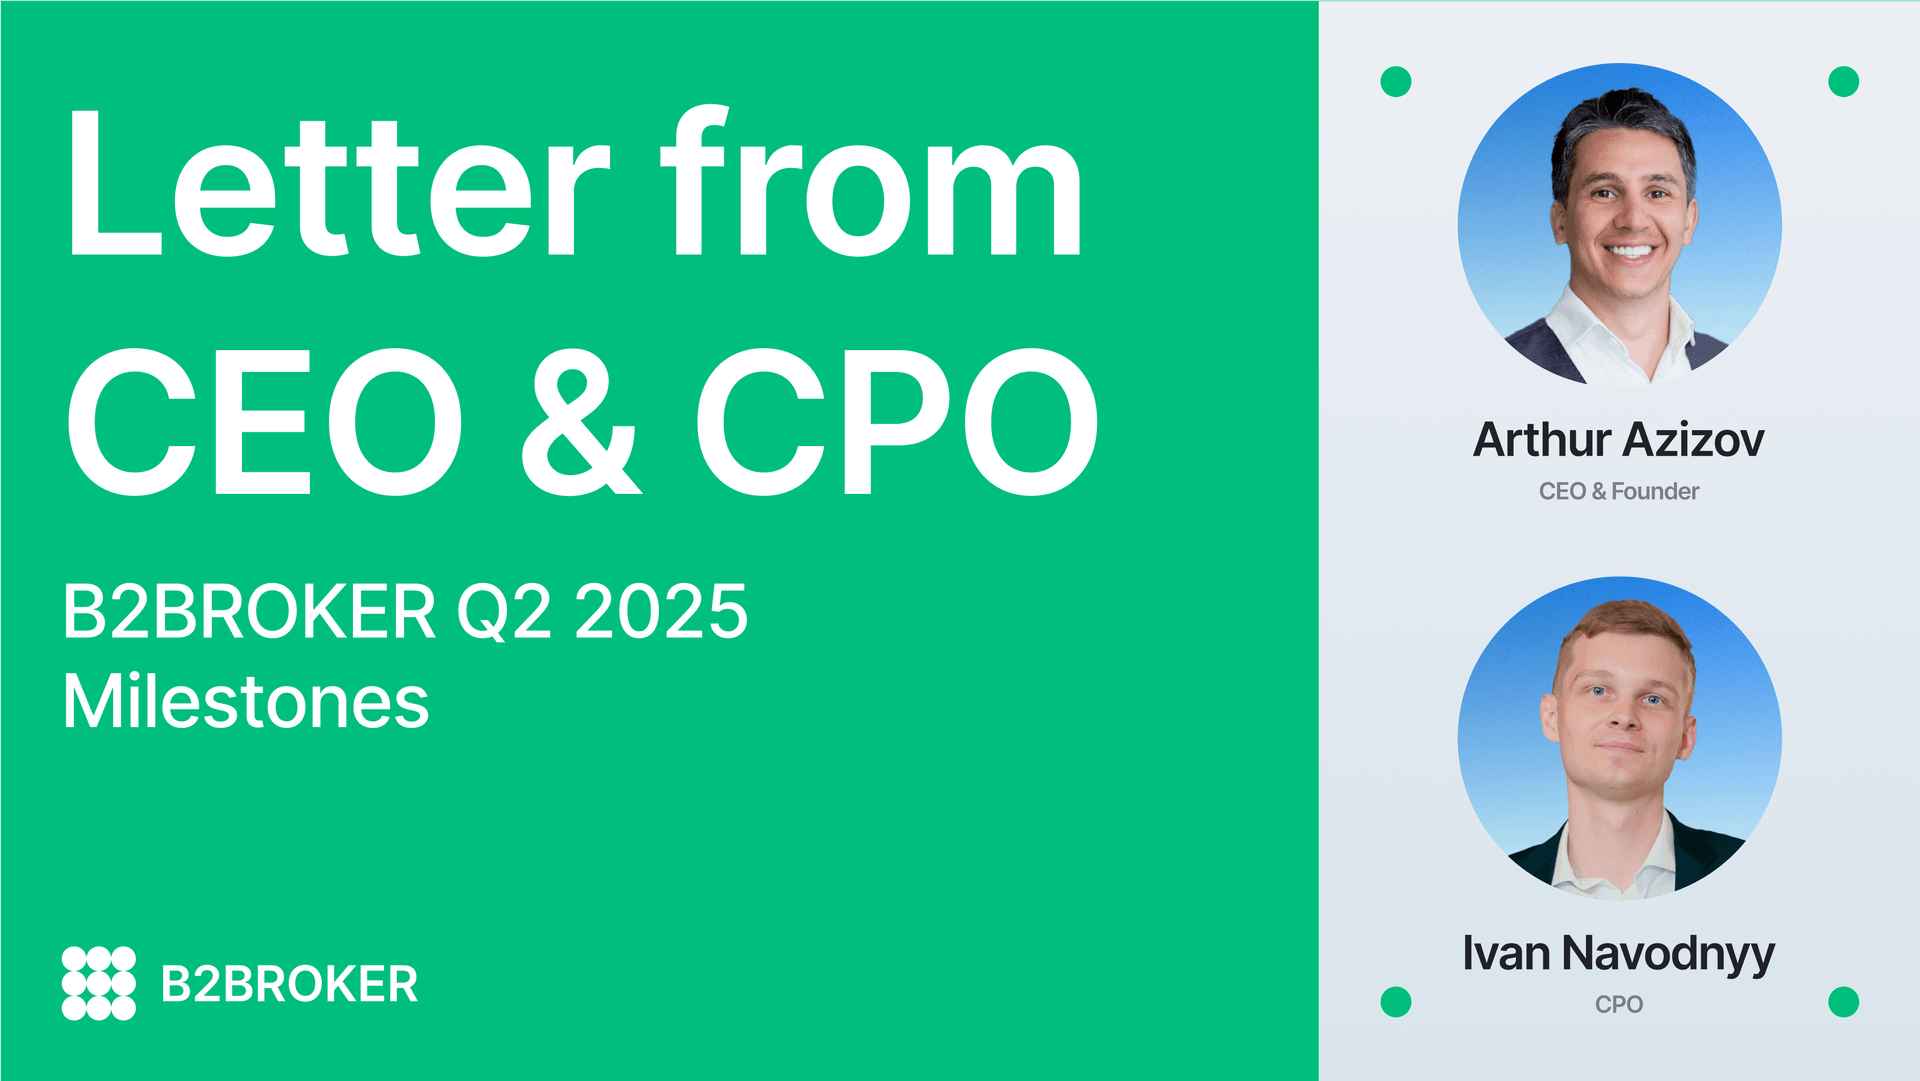 Letter from
CEO & CPO
B2BROKER Q2 2025
Milestones
B2BROKER
Arthur Azizov
CEO & Founder
Ivan Navodnyy
CPO